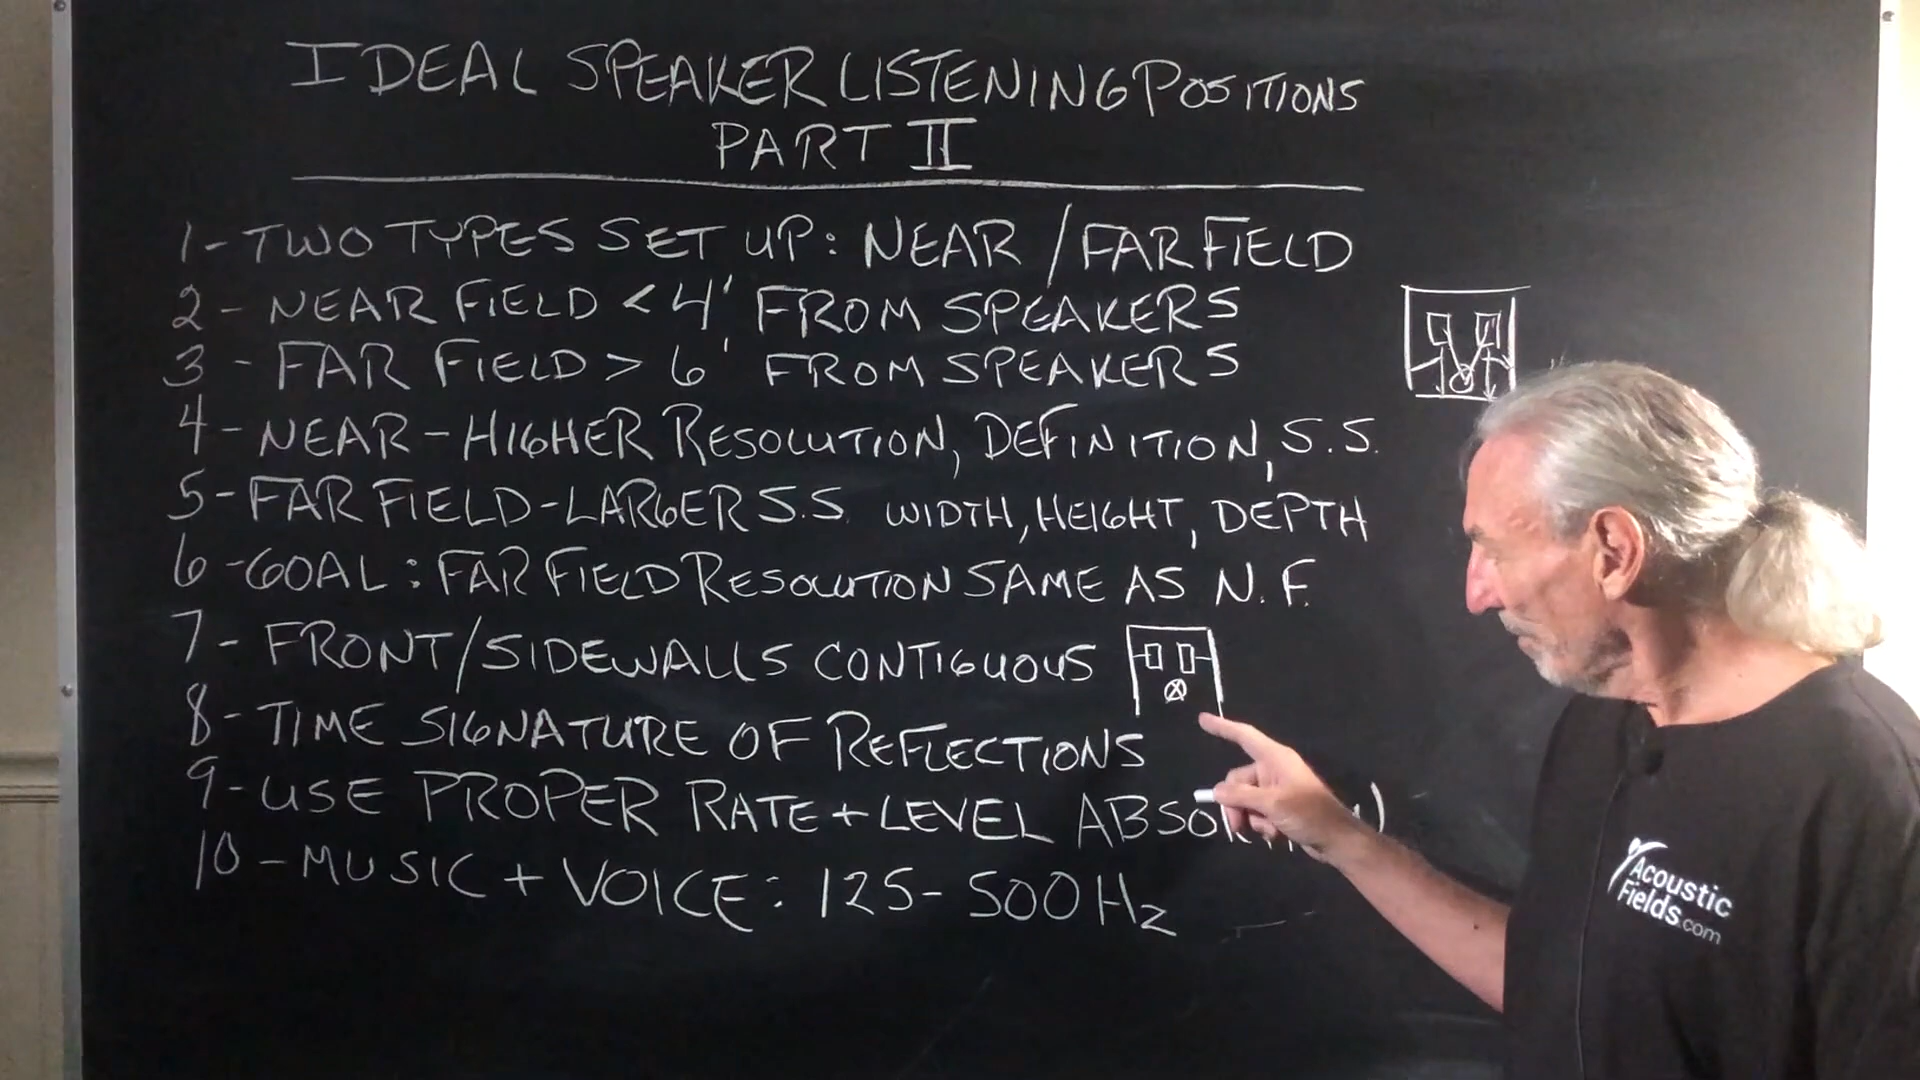 IDEAL SPEAKER LISTENING POSITIONS
PART II
1- TWO TYPES SET UP: NEAR / FAR FIELD
2 - NEAR FIELD < 4' FROM SPEAKERS
3 - FAR FIELD > 6' FROM SPEAKERS
4 - NEAR - HIGHER RESOLUTION, DEFINITION, S.S.
5 - FAR FIELD - LARGER S.S WIDTH, HEIGHT, DEPTH
6 - GOAL: FAR FIELD RESOLUTION SAME AS N.F.
7 - FRONT/SIDEWALLS CONTIGUOUS
8 - TIME SIGNATURE OF REFLECTIONS
9 - USE PROPER RATE + LEVEL
10 - MUSIC + VOICE: 125-500Hz
Acoustic
Fields.com